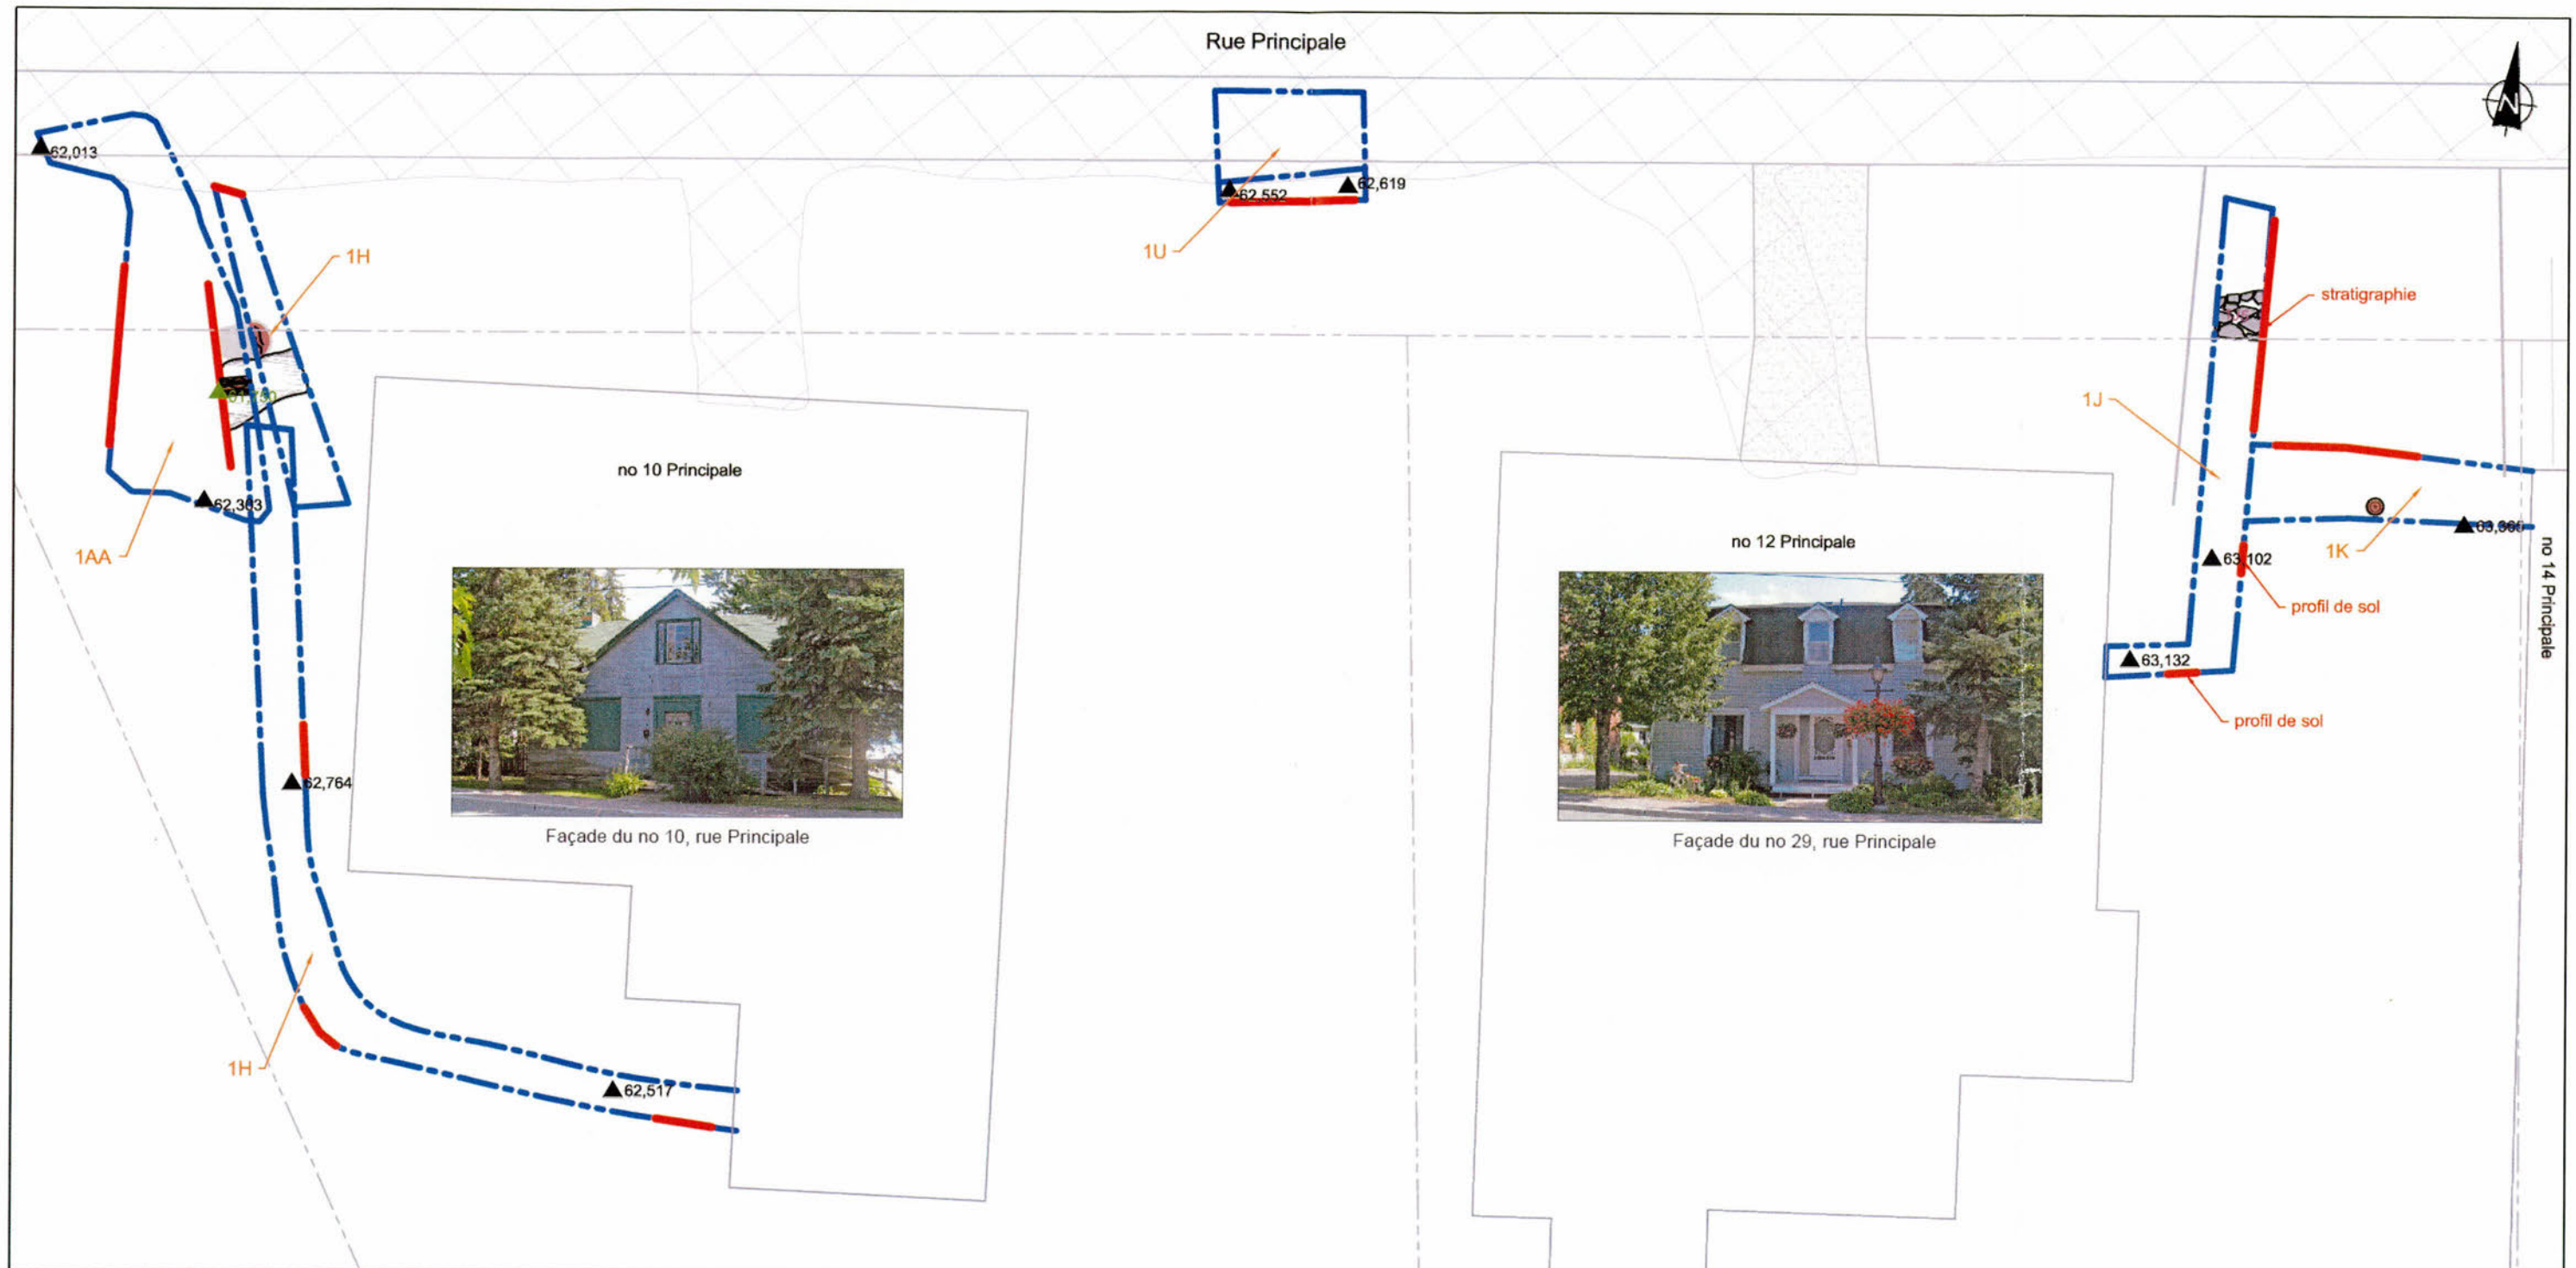 Rue Principale
N
62,013
62,552
62,619
1H
1U
stratigraphie
1J
no 10 Principale
62,303
1AA
no 12 Principale
1K
63,102
no 14 Principale
profil de sol
63,132
profil de sol
62,764
Façade du no 10, rue Principale
Façade du no 29, rue Principale
1H
62,517